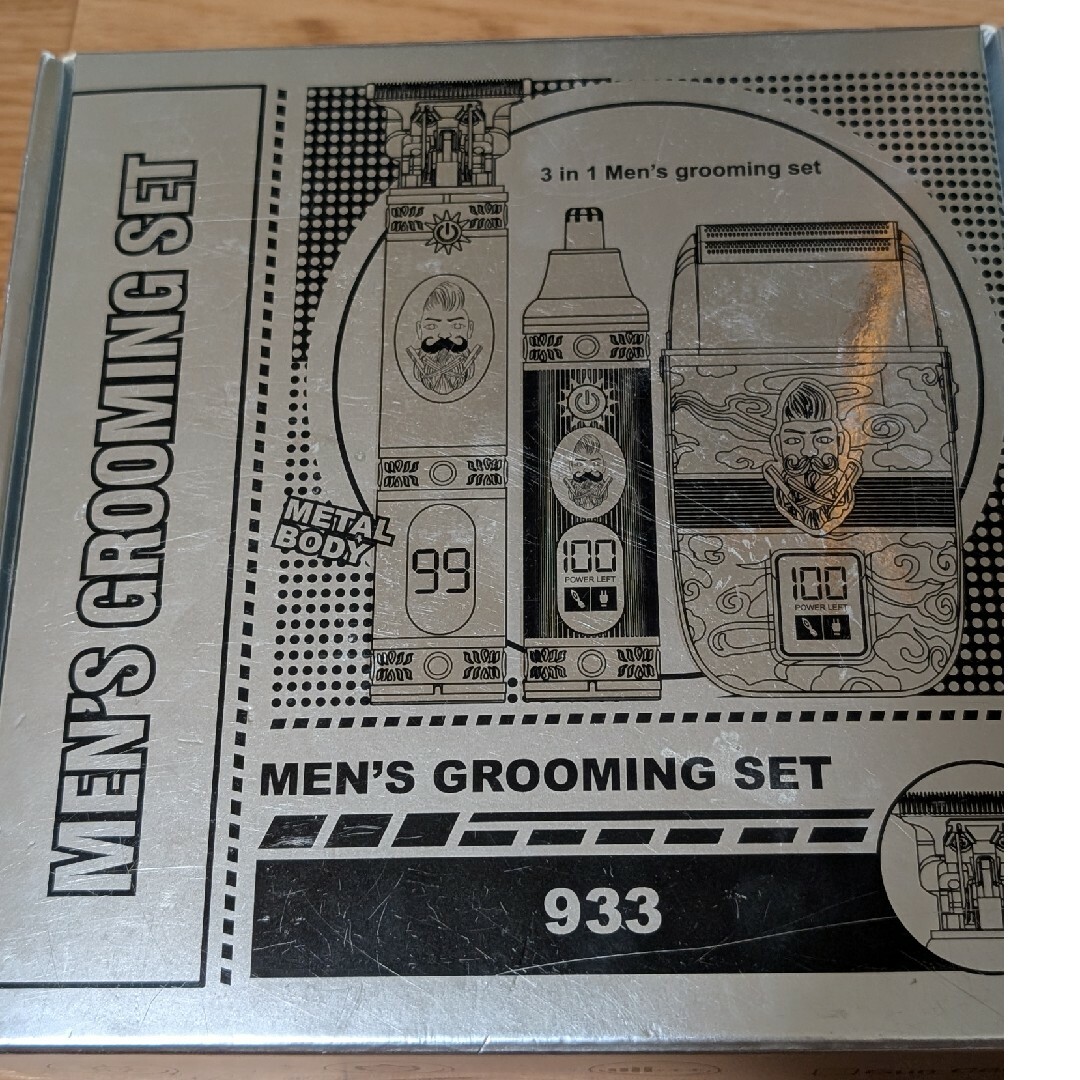 MEN'S GROOMING SET
3 in 1 Men's grooming set
METAL
BODY
99
100
POWER LEFT
100
POWER LEFT
MEN'S GROOMING SET
933